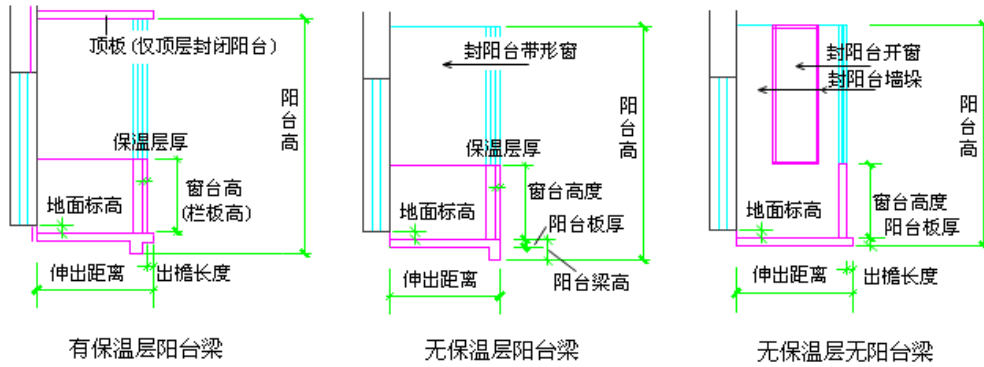 顶板(仅顶层封闭阳台)
阳台高
保温层厚
窗台高
(栏板高)
地面标高
伸出距离
出檐长度
有保温层阳台梁
封阳台带形窗
阳台高
保温层厚
窗台高度
地面标高
阳台板厚
伸出距离
阳台梁高
无保温层阳台梁
封阳台开窗
封阳台墙垛
阳台高
窗台高度
地面标高
阳台板厚
伸出距离
出檐长度
无保温层无阳台梁